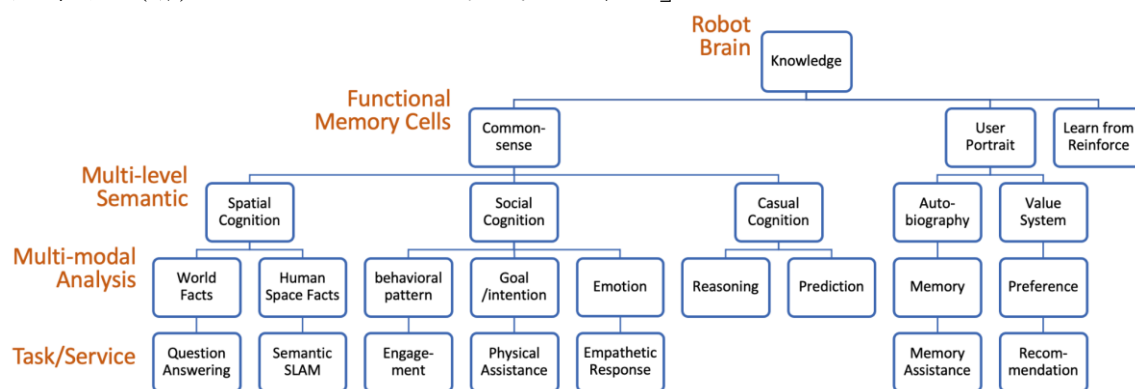 Robot
Brain
Knowledge
Functional
Memory Cells
Common-
sense
User
Portrait
Learn from
Reinforce
Multi-level
Semantic
Spatial
Cognition
Social
Cognition
Casual
Cognition
Auto-
biography
Value
System
Multi-modal
Analysis
World
Facts
Human
Space Facts
behavioral
pattern
Goal
/intention
Emotion
Reasoning
Prediction
Memory
Preference
Task/Service
Question
Answering
Semantic
SLAM
Engage-
ment
Physical
Assistance
Empathetic
Response
Memory
Assistance
Recom-
mendation